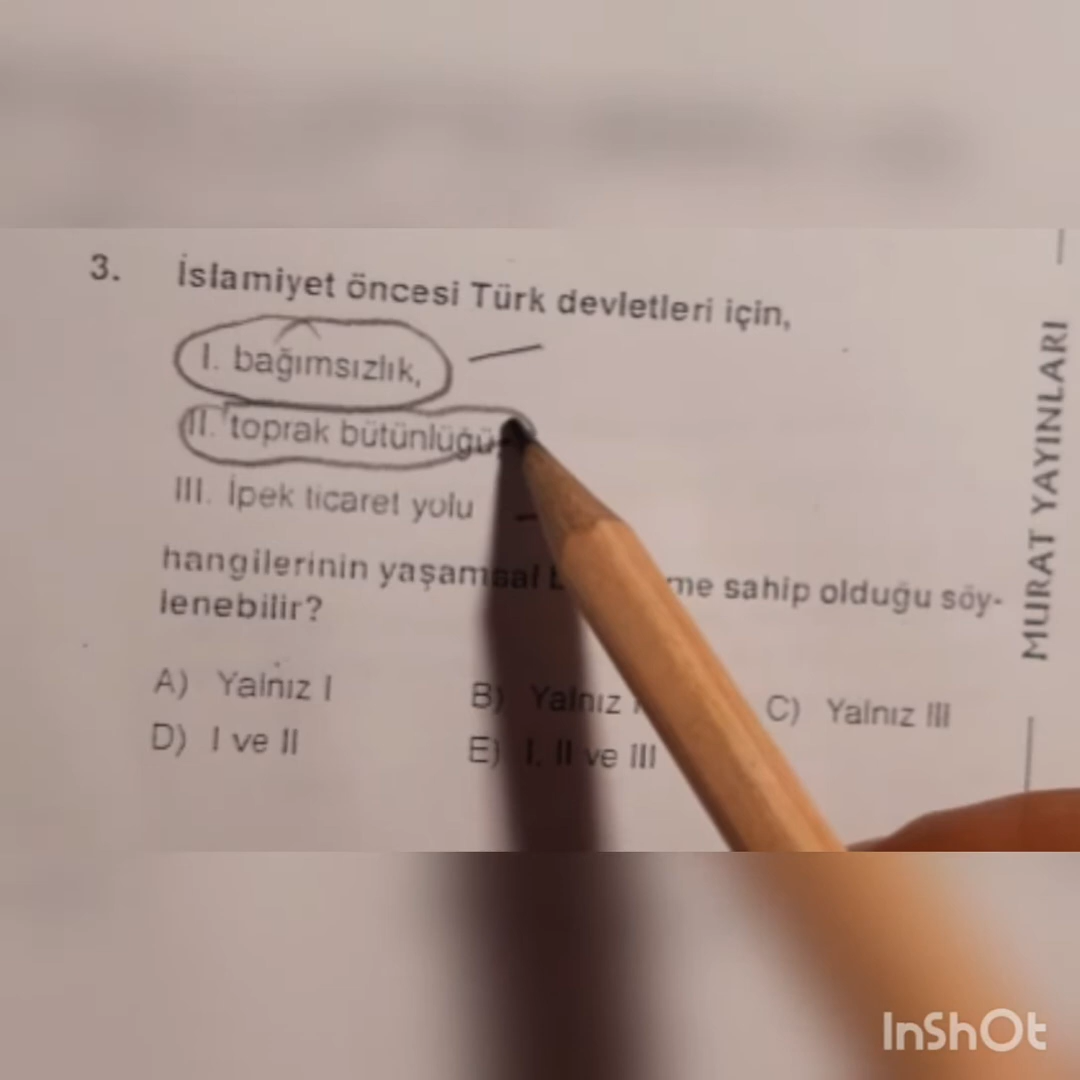 3. İslamiyet öncesi Türk devletleri için,
I. bağımsızlık,
II. toprak bütünlüğü,
III. İpek ticaret yolu
hangilerinin yaşamsal me sahip olduğu söy-
lenebilir?
A) Yalnız I
B) Yalnız
C) Yalnız III
D) I ve II
E) I, II ve III
MURAT YAYINLARI
InShOt